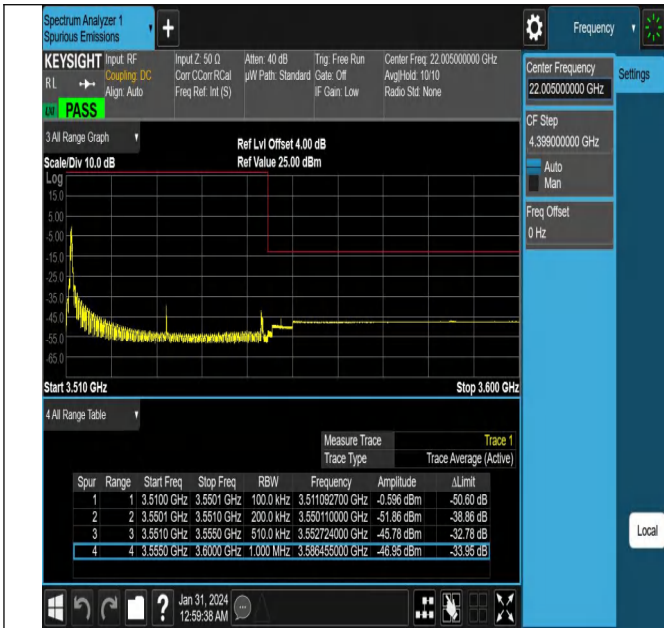 Spectrum Analyzer 1
Spurious Emissions
Frequency
KEYSIGHT Input: RF Input Z: 50 Ω Atten: 40 dB Trig: Free Run Center Freq: 22.005000000 GHz
RL Coupling: DC Corr CCorr RCal µW Path: Standard Gate: Off Avg|Hold: 10/10
Align: Auto Freq Ref: Int (S) IF Gain: Low Radio Std: None
PASS
Center Frequency
22.005000000 GHz
Settings
CF Step
4.399000000 GHz
Auto
Man
Freq Offset
0 Hz
3 All Range Graph
Ref Lvl Offset 4.00 dB
Scale/Div 10.0 dB Ref Value 25.00 dBm
Log
15.0
5.00
-5.00
-15.0
-25.0
-35.0
-45.0
-55.0
-65.0
Start 3.510 GHz Stop 3.600 GHz
4 All Range Table
Measure Trace Trace 1
Trace Type Trace Average (Active)
Spur Range Start Freq Stop Freq RBW Frequency Amplitude ΔLimit
1 1 3.5100 GHz 3.5501 GHz 100.0 kHz 3.511092700 GHz -0.596 dBm -50.60 dB
2 2 3.5501 GHz 3.5510 GHz 200.0 kHz 3.550110000 GHz -51.86 dBm -38.86 dB
3 3 3.5510 GHz 3.5550 GHz 510.0 kHz 3.552724000 GHz -45.78 dBm -32.78 dB
4 4 3.5550 GHz 3.6000 GHz 1.000 MHz 3.586455000 GHz -46.95 dBm -33.95 dB
Local
Jan 31, 2024
12:59:38 AM